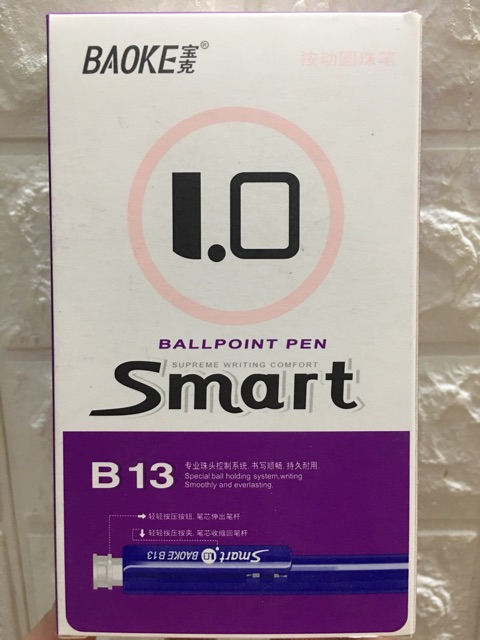 BAOKE宝克®
按动圆珠笔
1.0
BALLPOINT PEN
SUPREME WRITING COMFORT
Smart
B13
专业珠头控制系统, 书写顺畅, 持久耐用.
Special ball holding system,writing
Smoothly and everlasting.
轻轻按压按钮, 笔芯伸出笔杆
轻轻按压按夹, 笔芯收缩回笔杆
Smart 1.0 BAOKE B13